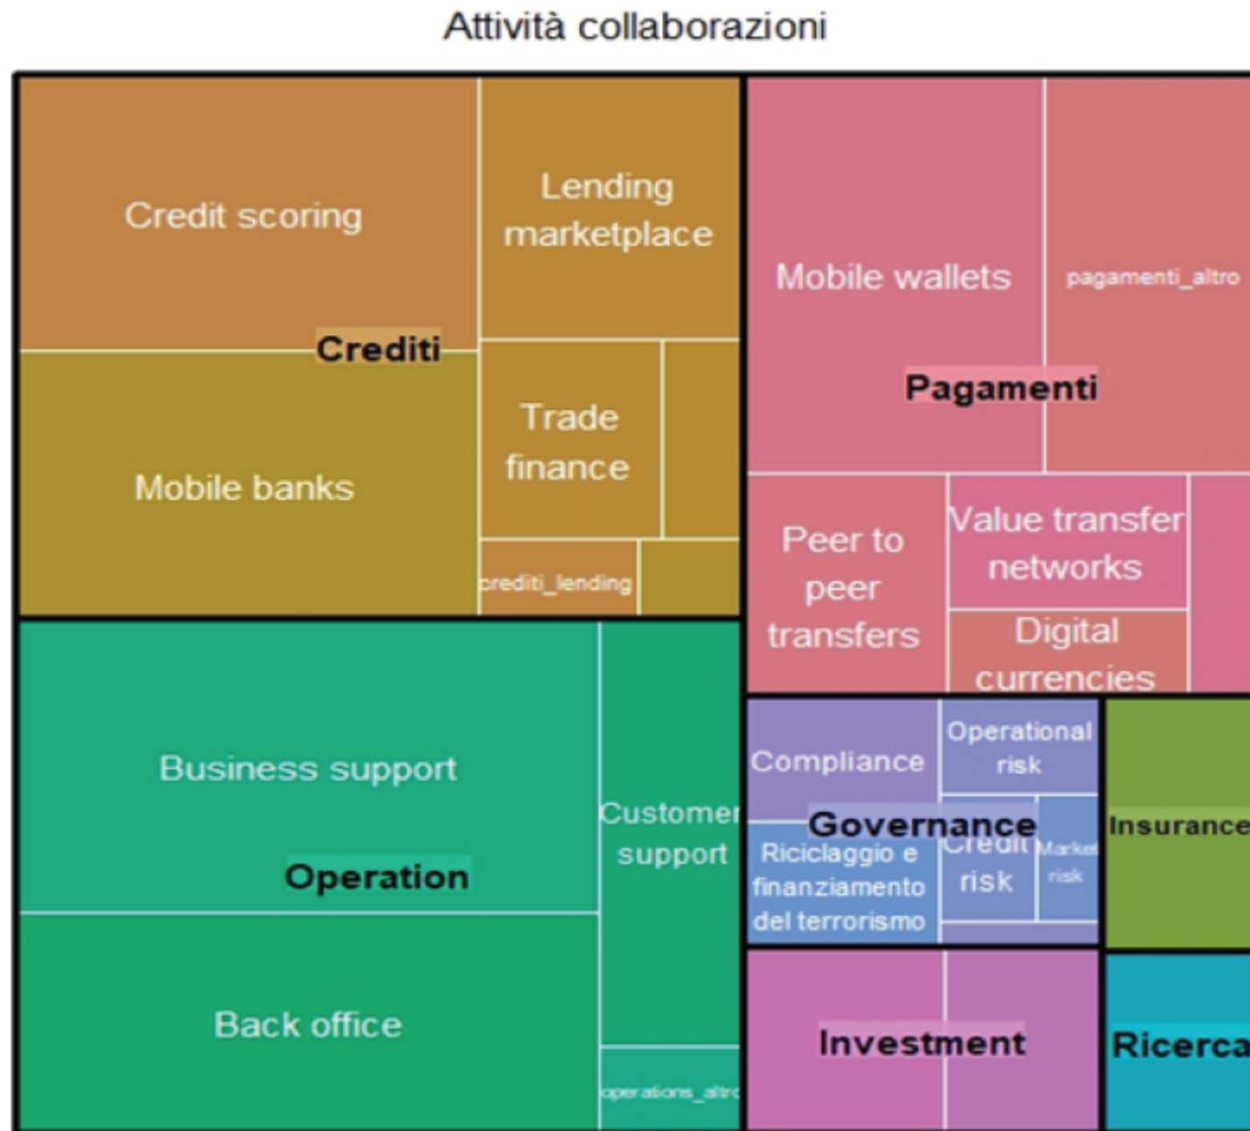 Attività collaborazioni
Credit scoring
Lending
marketplace
Crediti
Mobile banks
Trade
finance
crediti_lending
Mobile wallets
pagamenti_altro
Pagamenti
Peer to
peer
transfers
Value transfer
networks
Digital
currencies
Business support
Customer
support
Operation
Back office
operations_altro
Compliance
Operational
risk
Governance
Riciclaggio e
finanziamento
del terrorismo
Credit
risk
Market
risk
Insurance
Investment
Ricerca